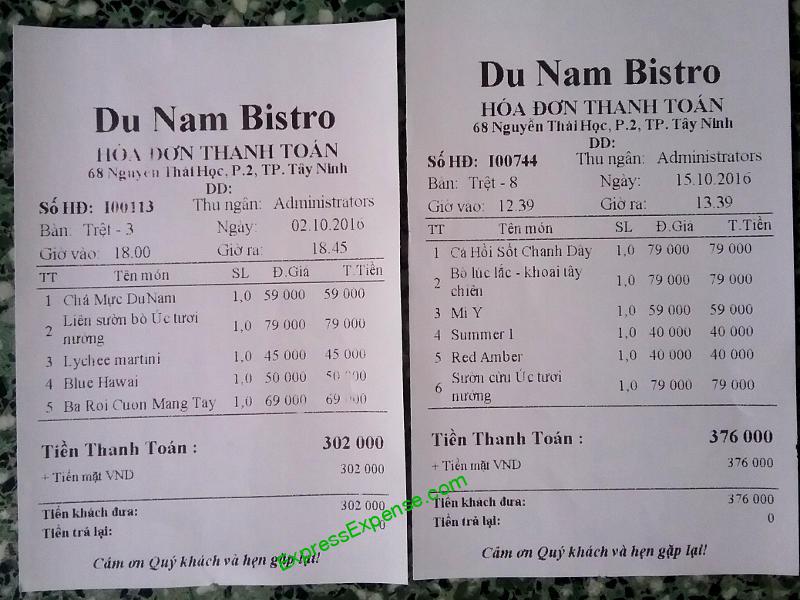 Du Nam Bistro
HÓA ĐƠN THANH TOÁN
68 Nguyễn Thái Học, P.2, TP. Tây Ninh
DD:
Số HĐ: I00113 Thu ngân: Administrators
Bàn: Trệt - 3 Ngày: 02.10.2016
Giờ vào: 18.00 Giờ ra: 18.45
TT Tên món SL Đ.Giá T.Tiền
1 Chả Mực DuNam 1,0 59 000 59 000
2 Liên sườn bò Úc tươi nướng 1,0 79 000 79 000
3 Lychee martini 1,0 45 000 45 000
4 Blue Hawai 1,0 50 000 50 000
5 Ba Roi Cuon Mang Tay 1,0 69 000 69 000
Tiền Thanh Toán : 302 000
+ Tiền mặt VND 302 000
Tiền khách đưa: 302 000
Tiền trả lại: 0
Cám ơn Quý khách và hẹn gặp lại!
Du Nam Bistro
HÓA ĐƠN THANH TOÁN
68 Nguyễn Thái Học, P.2, TP. Tây Ninh
DD:
Số HĐ: I00744 Thu ngân: Administrators
Bàn: Trệt - 8 Ngày: 15.10.2016
Giờ vào: 12.39 Giờ ra: 13.39
TT Tên món SL Đ.Giá T.Tiền
1 Cá Hồi Sốt Chanh Dây 1,0 79 000 79 000
2 Bò lúc lắc - khoai tây chiên 1,0 79 000 79 000
3 Mì Ý 1,0 59 000 59 000
4 Summer 1 1,0 40 000 40 000
5 Red Amber 1,0 40 000 40 000
6 Sườn cừu Úc tươi nướng 1,0 79 000 79 000
Tiền Thanh Toán : 376 000
+ Tiền mặt VND 376 000
Tiền khách đưa: 376 000
Tiền trả lại: 0
Cám ơn Quý khách và hẹn gặp lại!
ExpressExpense.com